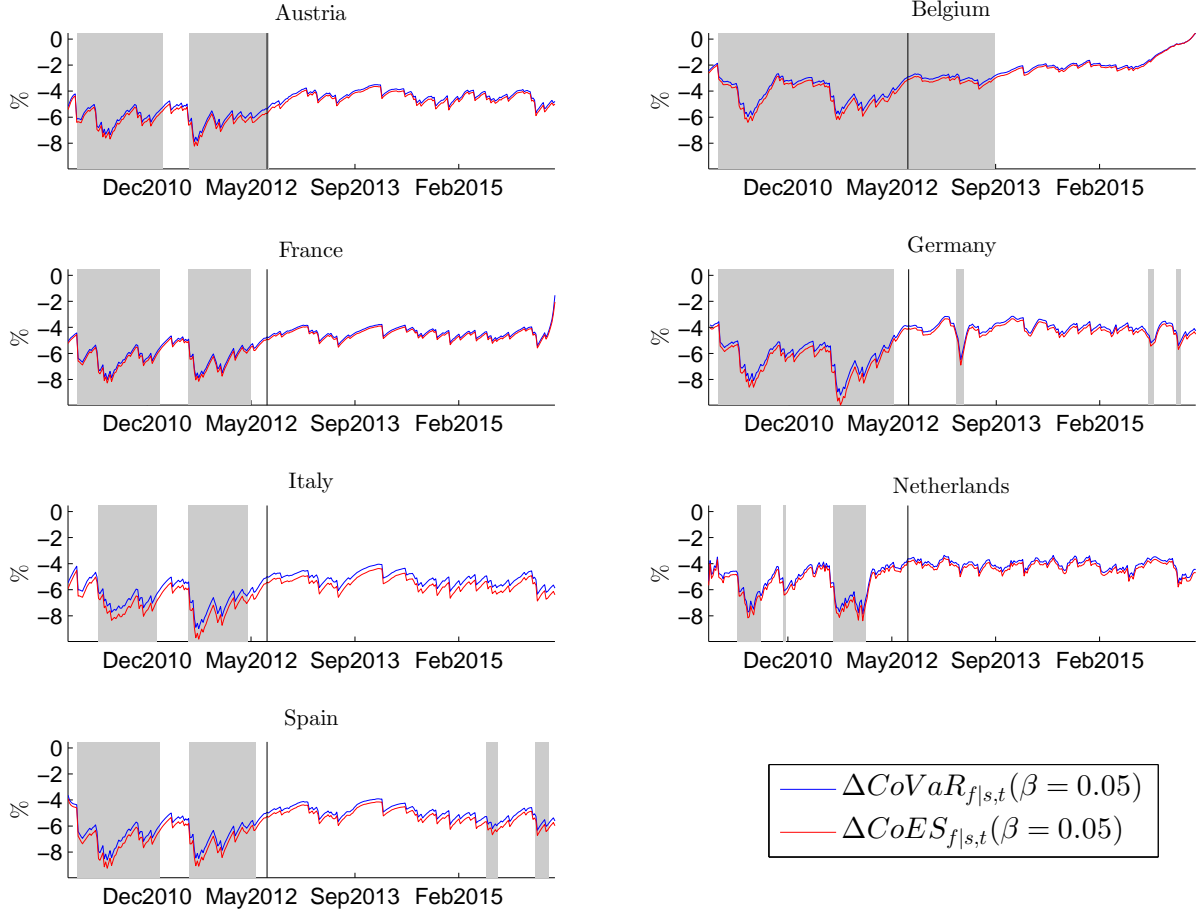 Austria
0
−2
−4
−6
−8
%
Dec2010 May2012 Sep2013 Feb2015
Belgium
0
−2
−4
−6
−8
%
Dec2010 May2012 Sep2013 Feb2015
France
0
−2
−4
−6
−8
%
Dec2010 May2012 Sep2013 Feb2015
Germany
0
−2
−4
−6
−8
%
Dec2010 May2012 Sep2013 Feb2015
Italy
0
−2
−4
−6
−8
%
Dec2010 May2012 Sep2013 Feb2015
Netherlands
0
−2
−4
−6
−8
%
Dec2010 May2012 Sep2013 Feb2015
Spain
0
−2
−4
−6
−8
%
Dec2010 May2012 Sep2013 Feb2015
ΔCoVaR_{f|s,t}(β = 0.05)
ΔCoES_{f|s,t}(β = 0.05)